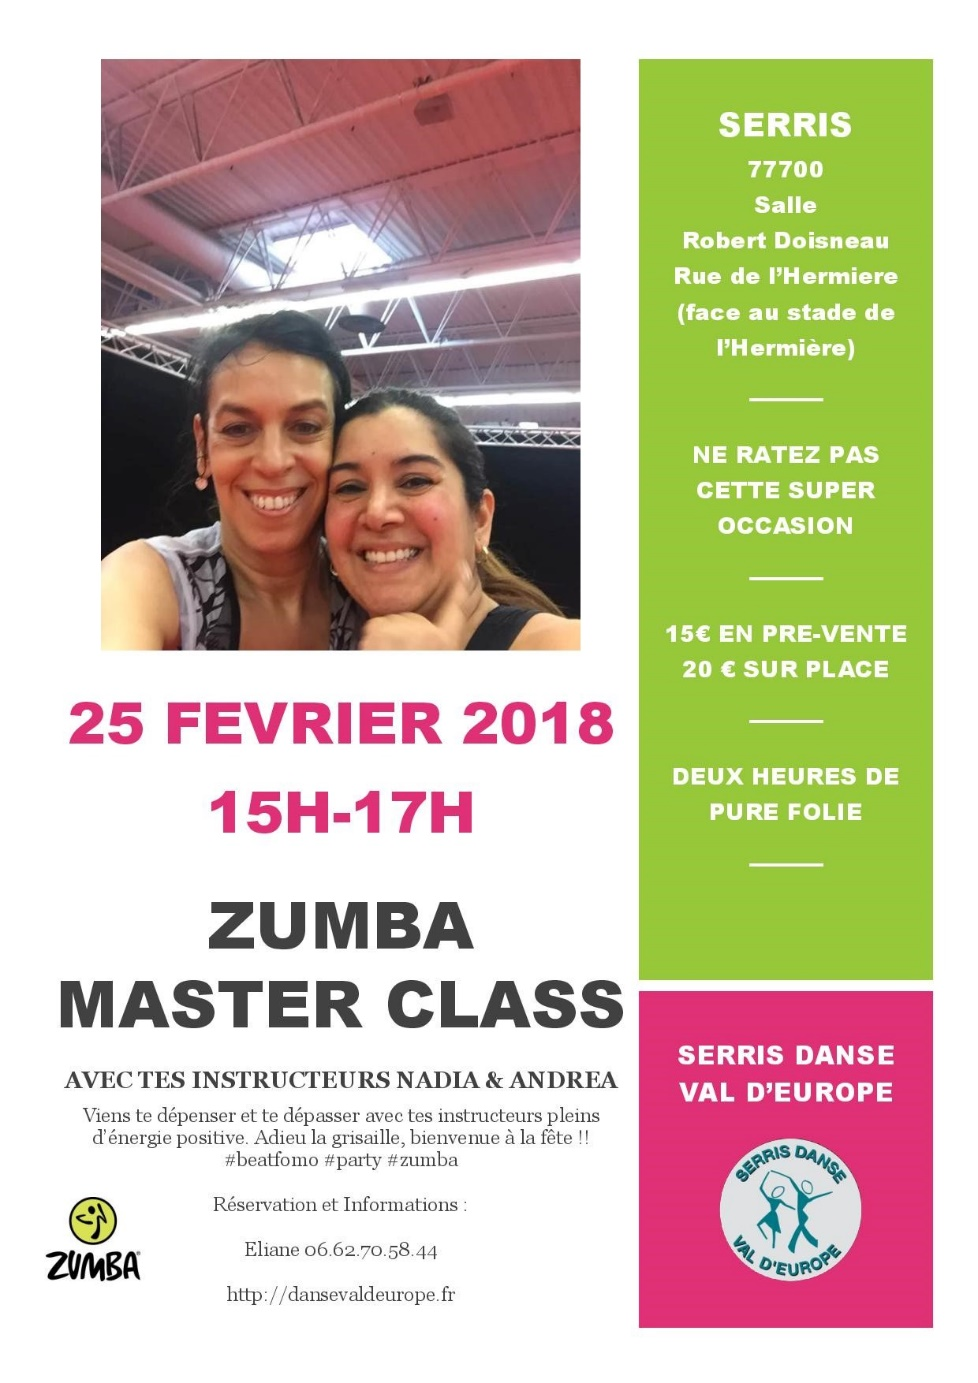 SERRIS
77700
Salle
Robert Doisneau
Rue de l’Hermiere
(face au stade de
l’Hermière)
NE RATEZ PAS
CETTE SUPER
OCCASION
15€ EN PRE-VENTE
20 € SUR PLACE
DEUX HEURES DE
PURE FOLIE
25 FEVRIER 2018
15H-17H
ZUMBA
MASTER CLASS
AVEC TES INSTRUCTEURS NADIA & ANDREA
Viens te dépenser et te dépasser avec tes instructeurs pleins
d’énergie positive. Adieu la grisaille, bienvenue à la fête !!
#beatfomo #party #zumba
Réservation et Informations :
Eliane 06.62.70.58.44
http://dansevaldeurope.fr
ZUMBA®
SERRIS DANSE
VAL D’EUROPE
SERRIS DANSE
VAL D'EUROPE